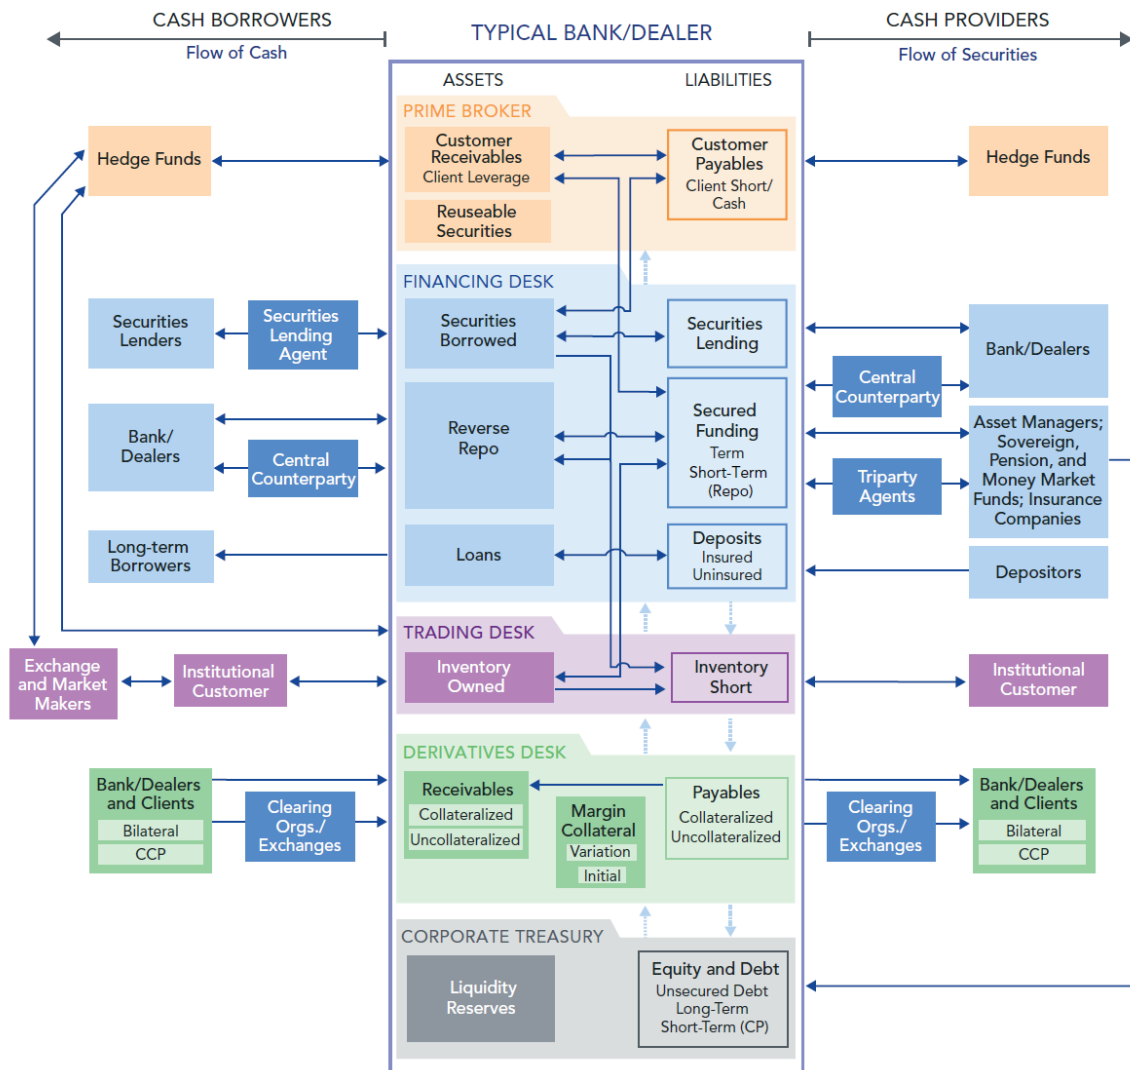 CASH BORROWERS
Flow of Cash
TYPICAL BANK/DEALER
CASH PROVIDERS
Flow of Securities
ASSETS
LIABILITIES
PRIME BROKER
Hedge Funds
Customer
Receivables
Client Leverage
Customer
Payables
Client Short/
Cash
Hedge Funds
Reuseable
Securities
FINANCING DESK
Securities
Lenders
Securities
Lending
Agent
Securities
Borrowed
Securities
Lending
Bank/Dealers
Central
Counterparty
Bank/
Dealers
Central
Counterparty
Reverse
Repo
Secured
Funding
Term
Short-Term
(Repo)
Triparty
Agents
Asset Managers;
Sovereign,
Pension, and
Money Market
Funds; Insurance
Companies
Long-term
Borrowers
Loans
Deposits
Insured
Uninsured
Depositors
TRADING DESK
Exchange
and Market
Makers
Institutional
Customer
Inventory
Owned
Inventory
Short
Institutional
Customer
DERIVATIVES DESK
Bank/Dealers
and Clients
Bilateral
CCP
Clearing
Orgs./
Exchanges
Receivables
Collateralized
Uncollateralized
Margin
Collateral
Variation
Initial
Payables
Collateralized
Uncollateralized
Clearing
Orgs./
Exchanges
Bank/Dealers
and Clients
Bilateral
CCP
CORPORATE TREASURY
Liquidity
Reserves
Equity and Debt
Unsecured Debt
Long-Term
Short-Term (CP)